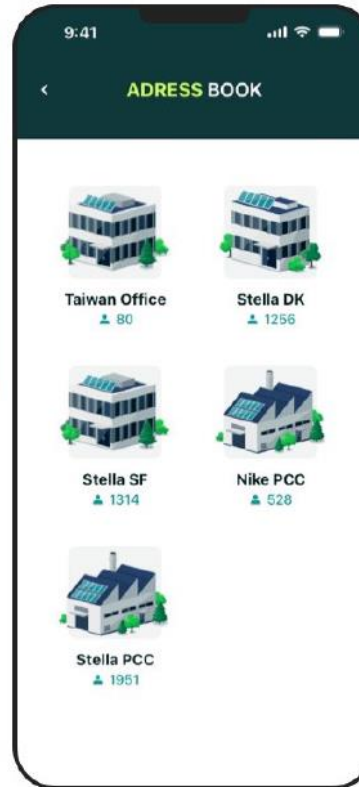 9:41
ADRESS BOOK
Taiwan Office
80
Stella DK
1256
Stella SF
1314
Nike PCC
528
Stella PCC
1951